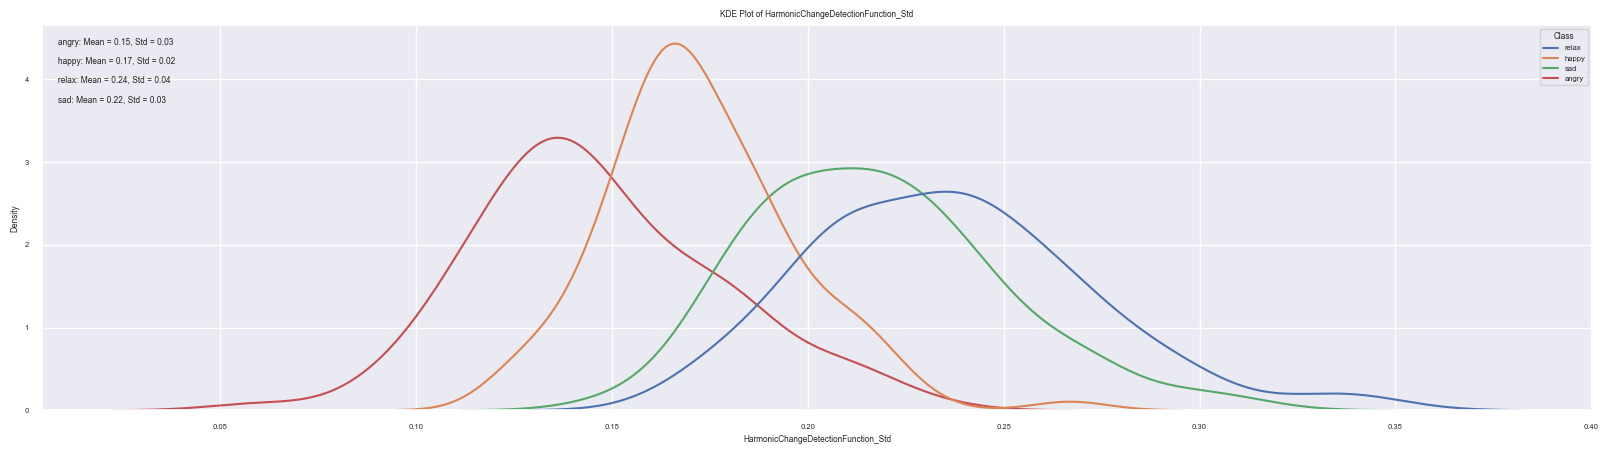 KDE Plot of HarmonicChangeDetectionFunction_Std
angry: Mean = 0.15, Std = 0.03
happy: Mean = 0.17, Std = 0.02
relax: Mean = 0.24, Std = 0.04
sad: Mean = 0.22, Std = 0.03
Class
relax
happy
sad
angry
Density
4
3
2
1
0
0.05 0.10 0.15 0.20 0.25 0.30 0.35 0.40
HarmonicChangeDetectionFunction_Std